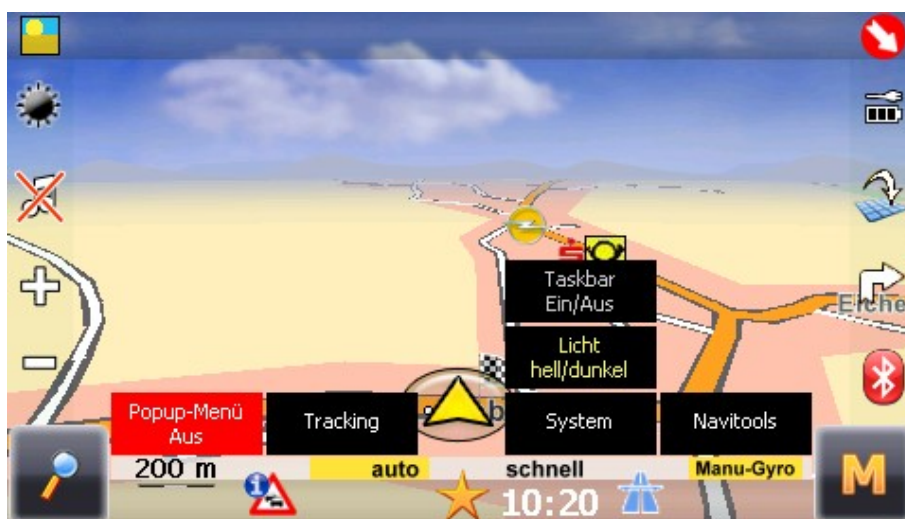 Taskbar
Ein/Aus
Eiche
Licht
hell/dunkel
Popup-Menü
Aus
Tracking
System
Navitools
200 m
auto
schnell
Manu-Gyro
10:20
M